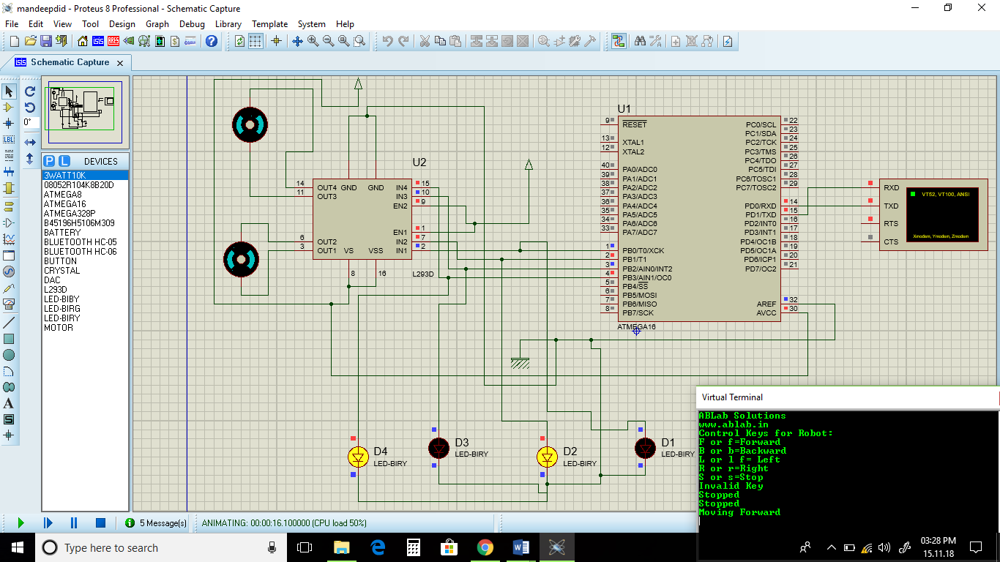 mandeepdid - Proteus 8 Professional - Schematic Capture
File Edit View Tool Design Graph Debug Library Template System Help
Schematic Capture
0°
P L DEVICES
3WATT10K
08052R104K8B20D
ATMEGA8
ATMEGA16
ATMEGA328P
B45196H5106M309
BATTERY
BLUETOOTH HC-05
BLUETOOTH HC-06
BUTTON
CRYSTAL
DAC
L293D
LED-BIBY
LED-BIRG
LED-BIRY
MOTOR
U2
14 OUT4 GND GND IN4 15
11 OUT3 IN3 10
EN2 9
EN1 1
6 OUT2 IN2 7
3 OUT1 VS VSS IN1 2
8 16 L293D
U1
9 RESET PC0/SCL 22
PC1/SDA 23
13 XTAL1 PC2/TCK 24
12 XTAL2 PC3/TMS 25
PC4/TDO 26
40 PA0/ADC0 PC5/TDI 27
39 PA1/ADC1 PC6/TOSC1 28
38 PA2/ADC2 PC7/TOSC2 29
37 PA3/ADC3
36 PA4/ADC4 PD0/RXD 14
35 PA5/ADC5 PD1/TXD 15
34 PA6/ADC6 PD2/INT0 16
33 PA7/ADC7 PD3/INT1 17
PD4/OC1B 18
1 PB0/T0/XCK PD5/OC1A 19
2 PB1/T1 PD6/ICP1 20
3 PB2/AIN0/INT2 PD7/OC2 21
4 PB3/AIN1/OC0
5 PB4/SS
6 PB5/MOSI
7 PB6/MISO AREF 32
8 PB7/SCK AVCC 30
ATMEGA16
RXD VT52, VT100, ANSI
TXD
RTS
CTS Xmodem, Ymodem, Zmodem
D4
LED-BIRY
D3
LED-BIRY
D2
LED-BIRY
D1
LED-BIRY
Virtual Terminal
ABLab Solutions
www.ablab.in
Control Keys for Robot:
F or f=Forward
B or b=Backward
L or l f= Left
R or r=Right
S or s=Stop
Invalid Key
Stopped
Stopped
Moving Forward
5 Message(s) ANIMATING: 00:00:16.100000 (CPU load 50%)
Type here to search
03:28 PM
15.11.18